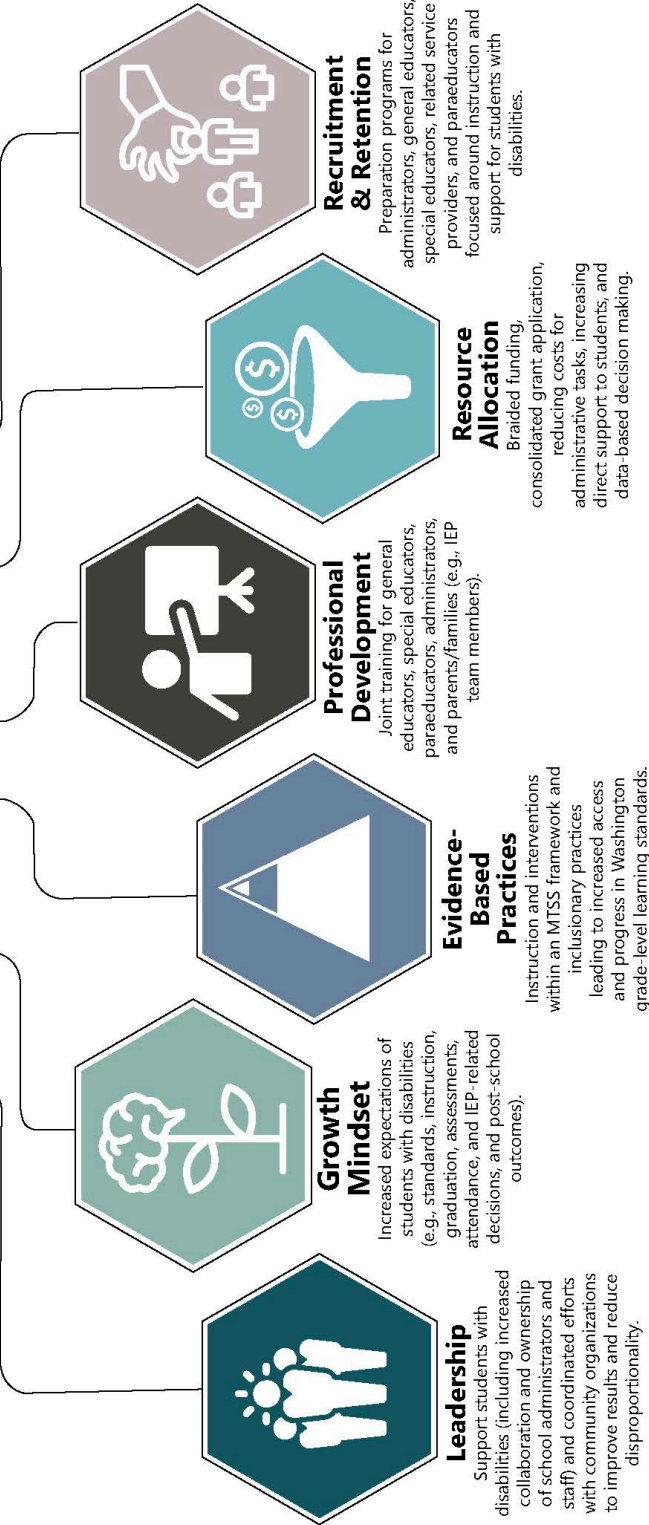 Leadership
Support students with
disabilities (including increased
collaboration and ownership
of school administrators and
staff) and coordinated efforts
with community organizations
to improve results and reduce
disproportionality.
Growth
Mindset
Increased expectations of
students with disabilities
(e.g., standards, instruction,
graduation, assessments,
attendance, and IEP-related
decisions, and post-school
outcomes).
Evidence-
Based
Practices
Instruction and interventions
within an MTSS framework and
inclusionary practices
leading to increased access
and progress in Washington
grade-level learning standards.
Professional
Development
Joint training for general
educators, special educators,
paraeducators, administrators,
and parents/families (e.g., IEP
team members).
Resource
Allocation
Braided funding,
consolidated grant application,
reducing costs for
administrative tasks, increasing
direct support to students, and
data-based decision making.
Recruitment
& Retention
Preparation programs for
administrators, general educators,
special educators, related service
providers, and paraeducators
focused around instruction and
support for students with
disabilities.
$
$
$